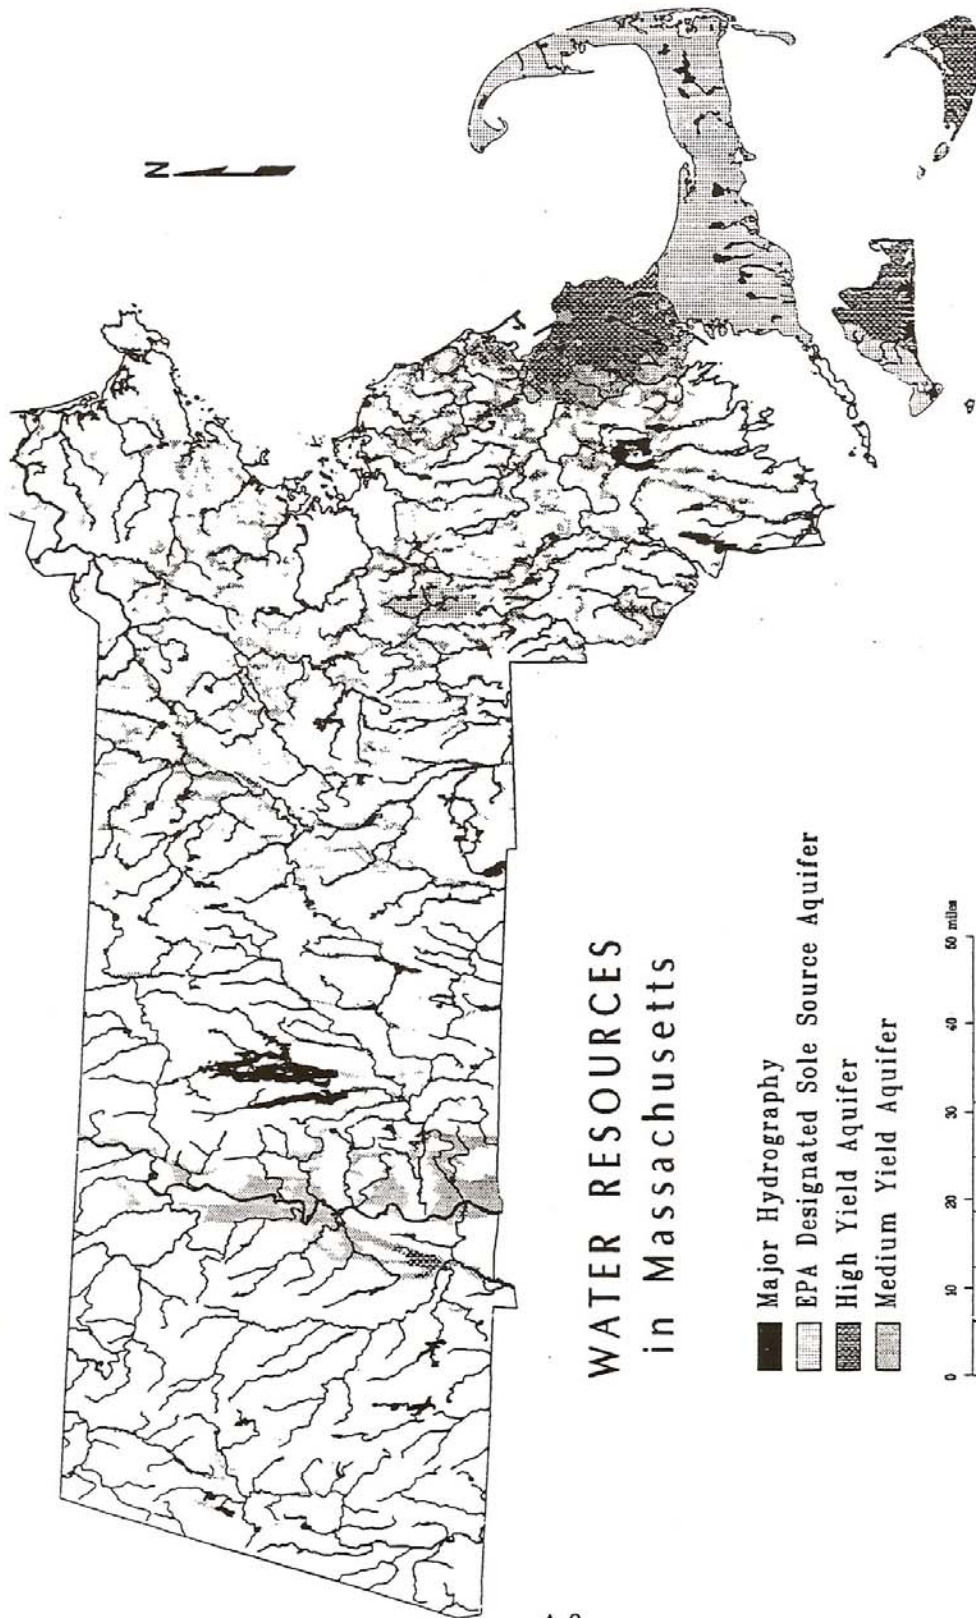 N
WATER RESOURCES
in Massachusetts
Major Hydrography
EPA Designated Sole Source Aquifer
High Yield Aquifer
Medium Yield Aquifer
0 10 20 30 40 50 miles